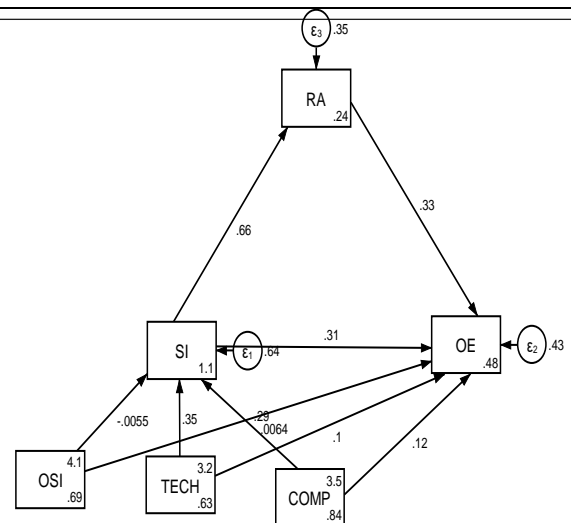 ε3 .35
RA
.24
.66
.33
SI
1.1
ε1 .64
.31
OE
.48
ε2 .43
-.0055
.35
.29
.0064
.1
.12
OSI
4.1
.69
TECH
3.2
.63
COMP
3.5
.84